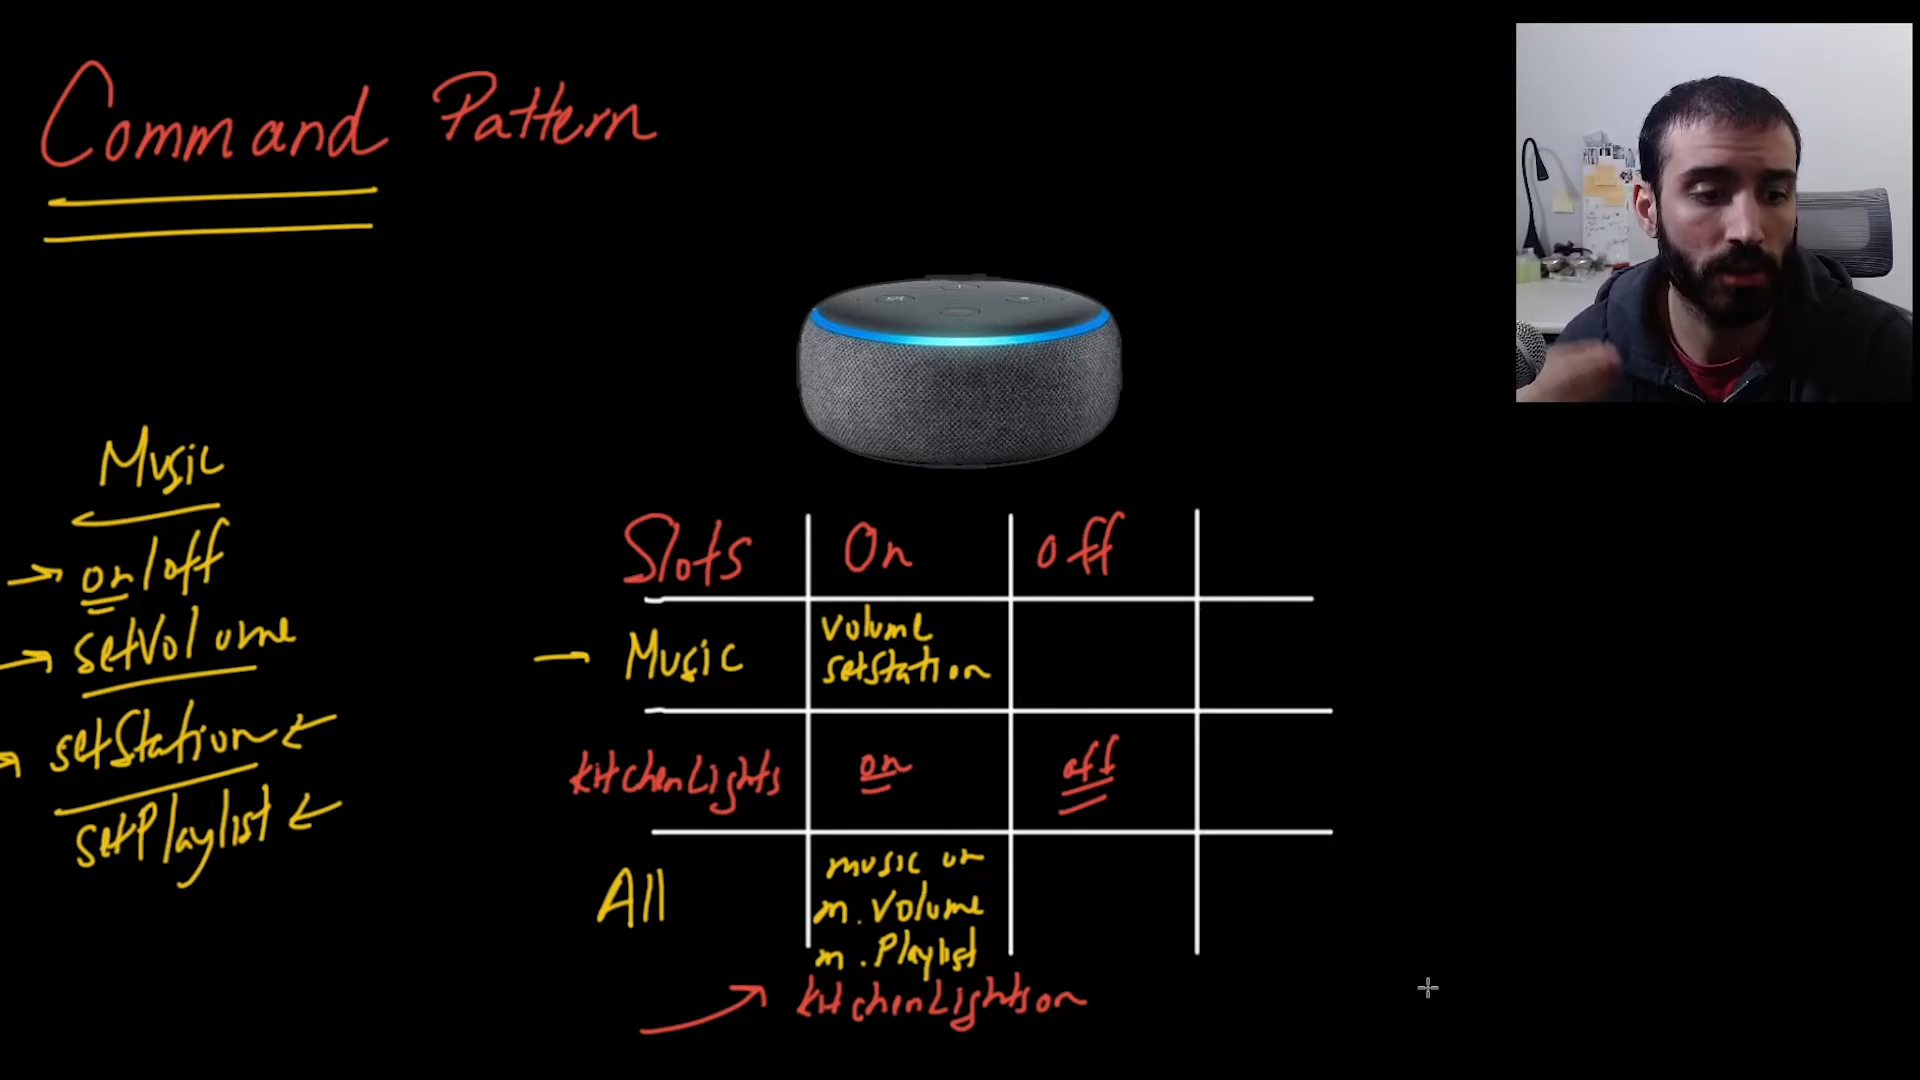 Command Pattern
Music
on/off
setVolume
setStation
setPlaylist
Slots On Off
Music volume setStation
kitchenLights on off
All music on
m. Volume
m. Playlist
kitchenLightson